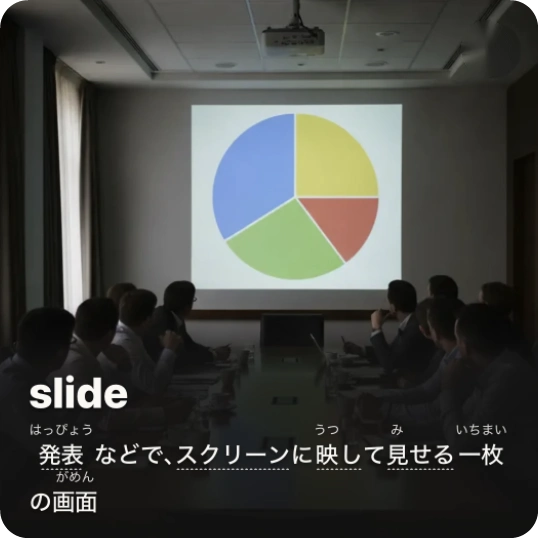 slide
はっぴょう うつ み いちまい
発表 などで、スクリーンに映して見せる一枚
がめん
の画面